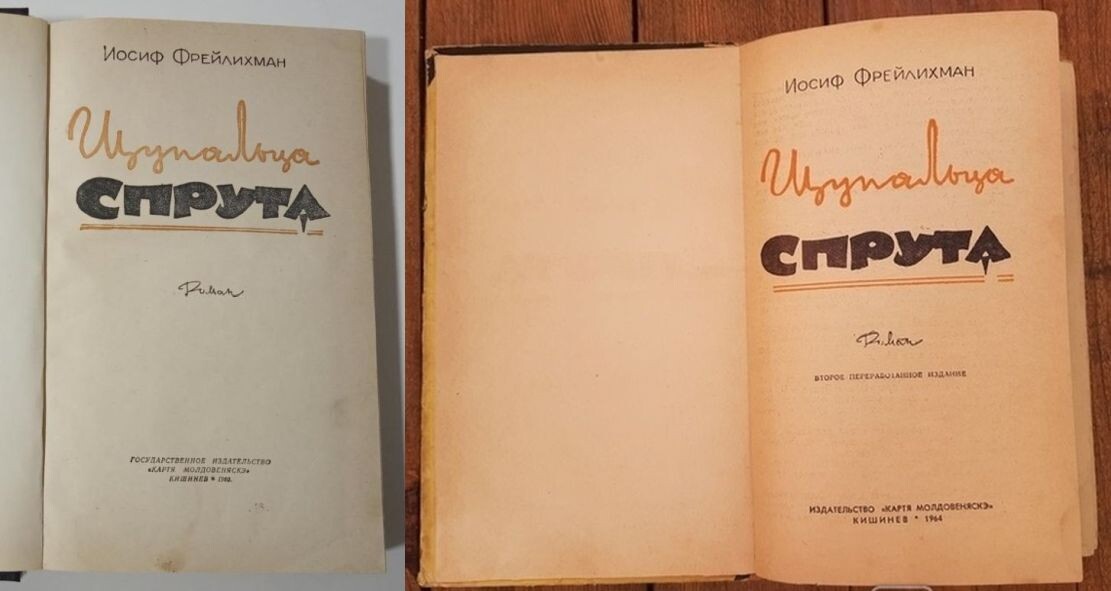 Иосиф Фрейлихман
Щупальца
СПРУТА
Роман
ГОСУДАРСТВЕННОЕ ИЗДАТЕЛЬСТВО
«КАРТЯ МОЛДОВЕНЯСКЭ»
КИШИНЕВ * 1960
Иосиф Фрейлихман
Щупальца
СПРУТА
Роман
ВТОРОЕ ПЕРЕРАБОТАННОЕ ИЗДАНИЕ
ИЗДАТЕЛЬСТВО «КАРТЯ МОЛДОВЕНЯСКЭ»
КИШИНЕВ * 1964